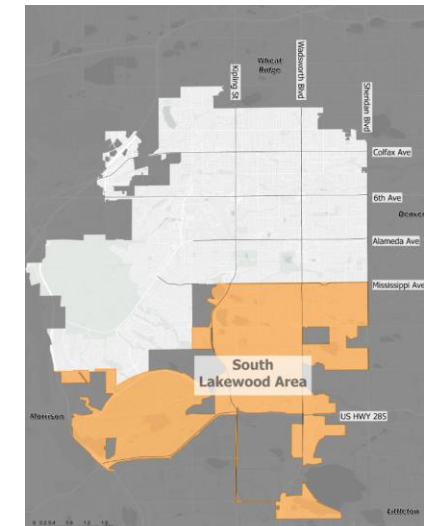 Wheat
Ridge
Kipling St
Wadsworth Blvd
Sheridan Blvd
Colfax Ave
6th Ave
Denver
Alameda Ave
Mississippi Ave
South
Lakewood Area
Morrison
US HWY 285
Littleton